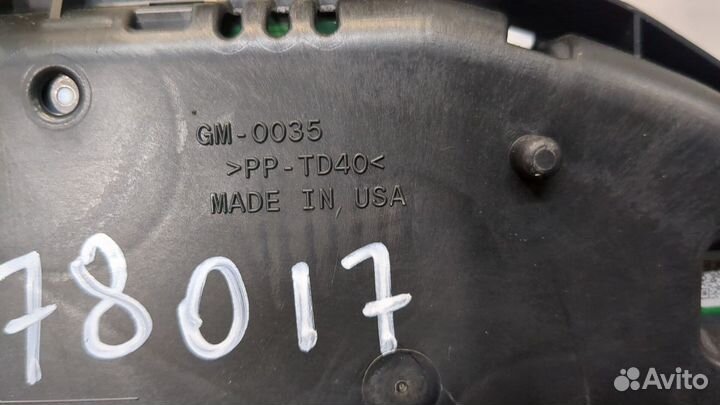 GM-0035
>PP-TD40<
MADE IN USA
78017
Avito